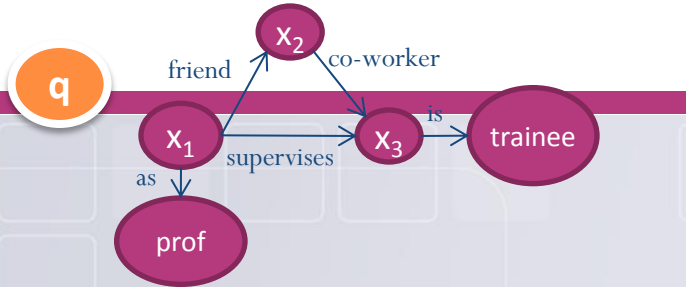 x2
friend
co-worker
q
x1
supervises
x3
is
trainee
as
prof